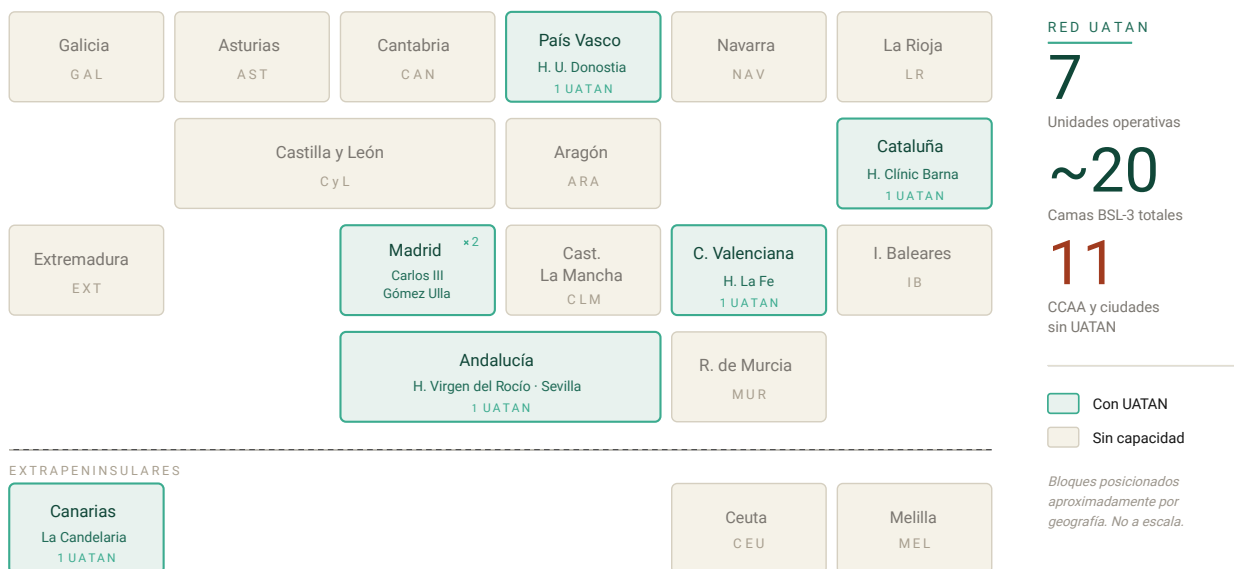 Galicia
GAL
Asturias
AST
Cantabria
CAN
País Vasco
H. U. Donostia
1 UATAN
Navarra
NAV
La Rioja
LR
Castilla y León
CyL
Aragón
ARA
Cataluña
H. Clínic Barna
1 UATAN
Extremadura
EXT
Madrid
×2
Carlos III
Gómez Ulla
Cast.
La Mancha
CLM
C. Valenciana
H. La Fe
1 UATAN
I. Baleares
IB
Andalucía
H. Virgen del Rocío · Sevilla
1 UATAN
R. de Murcia
MUR
EXTRAPENINSULARES
Canarias
La Candelaria
1 UATAN
Ceuta
CEU
Melilla
MEL
RED UATAN
7
Unidades operativas
~20
Camas BSL-3 totales
11
CCAA y ciudades
sin UATAN
Con UATAN
Sin capacidad
Bloques posicionados
aproximadamente por
geografía. No a escala.